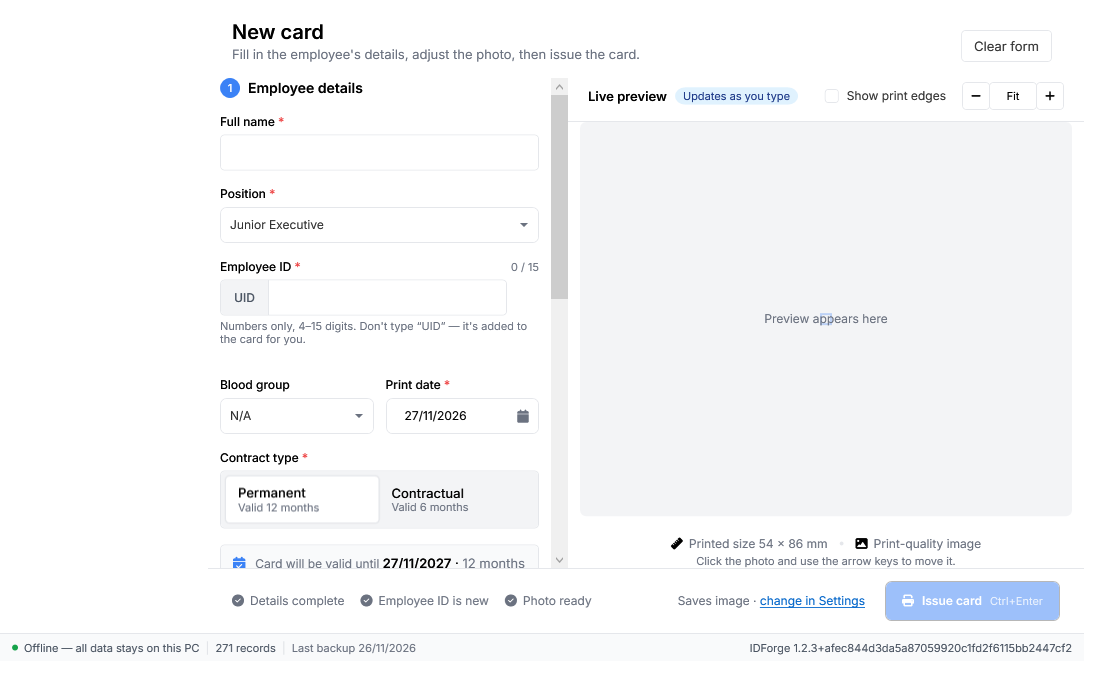 New card
Fill in the employee's details, adjust the photo, then issue the card.
Clear form
1 Employee details
Full name *
Position *
Junior Executive
Employee ID * 0 / 15
UID
Numbers only, 4–15 digits. Don't type “UID” — it's added to
the card for you.
Blood group Print date *
N/A 27/11/2026
Contract type *
Permanent Contractual
Valid 12 months Valid 6 months
Card will be valid until 27/11/2027 · 12 months
Live preview Updates as you type Show print edges − Fit +
Preview appears here
Printed size 54 × 86 mm • Print-quality image
Click the photo and use the arrow keys to move it.
Details complete Employee ID is new Photo ready Saves image · change in Settings Issue card Ctrl+Enter
Offline — all data stays on this PC 271 records Last backup 26/11/2026 IDForge 1.2.3+afec844d3da5a87059920c1fd2f6115bb2447cf2